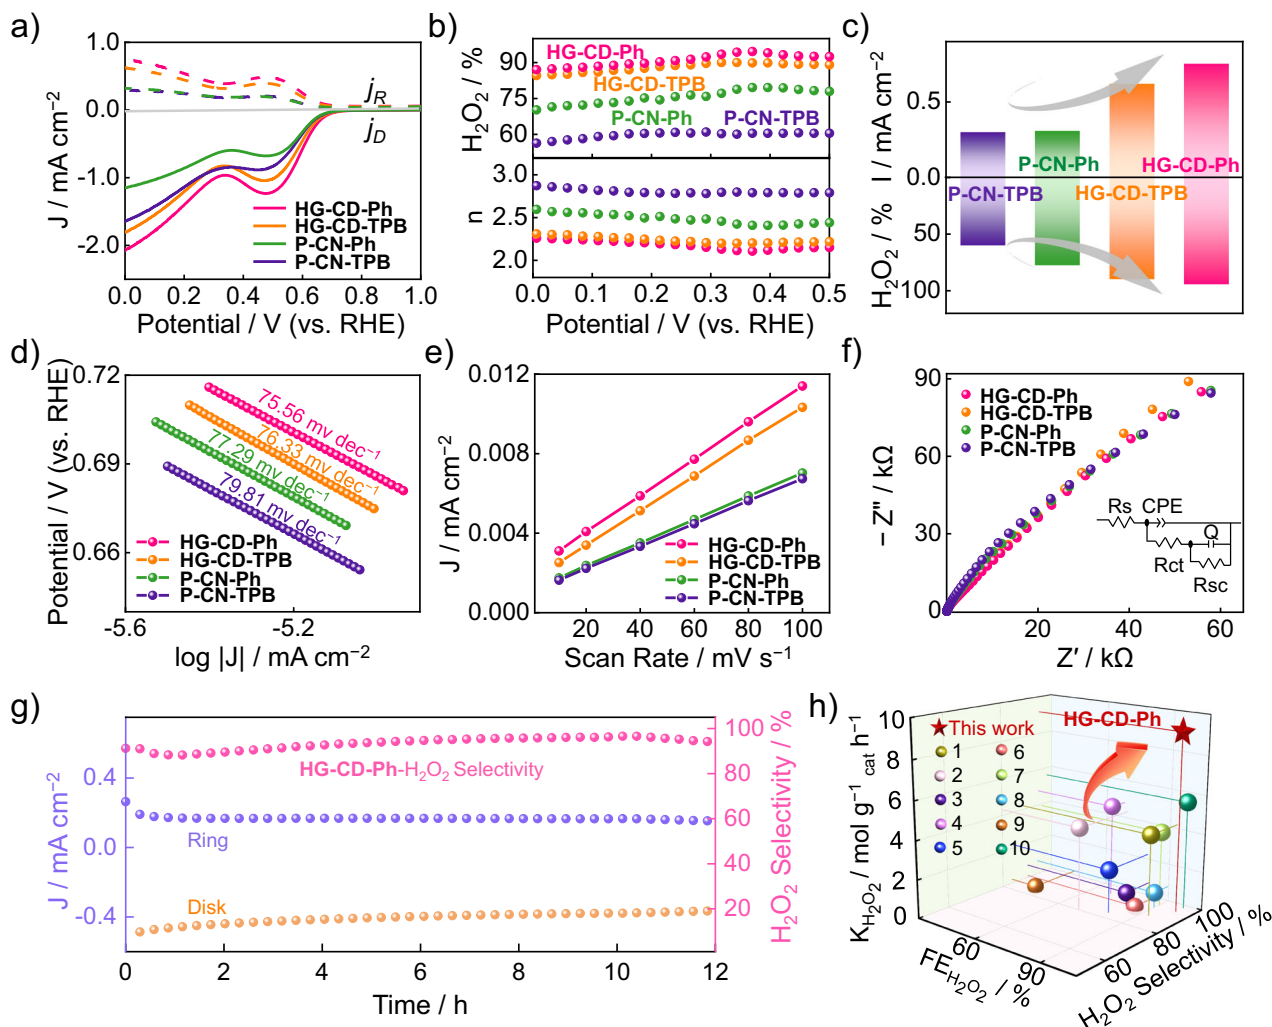 a)
1.0
0.0
-1.0
-2.0
J / mA cm⁻²
j_R
j_D
HG-CD-Ph
HG-CD-TPB
P-CN-Ph
P-CN-TPB
0.0 0.2 0.4 0.6 0.8 1.0
Potential / V (vs. RHE)
b)
90
75
60
H₂O₂ / %
HG-CD-Ph
HG-CD-TPB
P-CN-Ph P-CN-TPB
3.0
2.5
2.0
n
0.0 0.1 0.2 0.3 0.4 0.5
Potential / V (vs. RHE)
c)
0.5
0.0
50
100
H₂O₂ / % I / mA cm⁻²
P-CN-Ph HG-CD-Ph
P-CN-TPB HG-CD-TPB
d)
0.72
0.69
0.66
Potential / V (vs. RHE)
75.56 mv dec⁻¹
76.33 mv dec⁻¹
77.29 mv dec⁻¹
79.81 mv dec⁻¹
HG-CD-Ph
HG-CD-TPB
P-CN-Ph
P-CN-TPB
-5.6 -5.2
log |J| / mA cm⁻²
e)
0.012
0.008
0.004
0.000
J / mA cm⁻²
HG-CD-Ph
HG-CD-TPB
P-CN-Ph
P-CN-TPB
0 20 40 60 80 100
Scan Rate / mV s⁻¹
f)
90
60
30
0
− Z″ / kΩ
HG-CD-Ph
HG-CD-TPB
P-CN-Ph
P-CN-TPB
Rs CPE
Q
Rct
Rsc
0 20 40 60
Z′ / kΩ
g)
0.4
0.0
-0.4
J / mA cm⁻²
HG-CD-Ph-H₂O₂ Selectivity
Ring
Disk
100
80
60
40
20
H₂O₂ Selectivity / %
0 2 4 6 8 10 12
Time / h
h)
10
8
6
4
2
0
K_H₂O₂ / mol g⁻¹_cat h⁻¹
HG-CD-Ph
This work
1 6
2 7
3 8
4 9
5 10
60
90
FE_H₂O₂ / %
60
80
100
H₂O₂ Selectivity / %